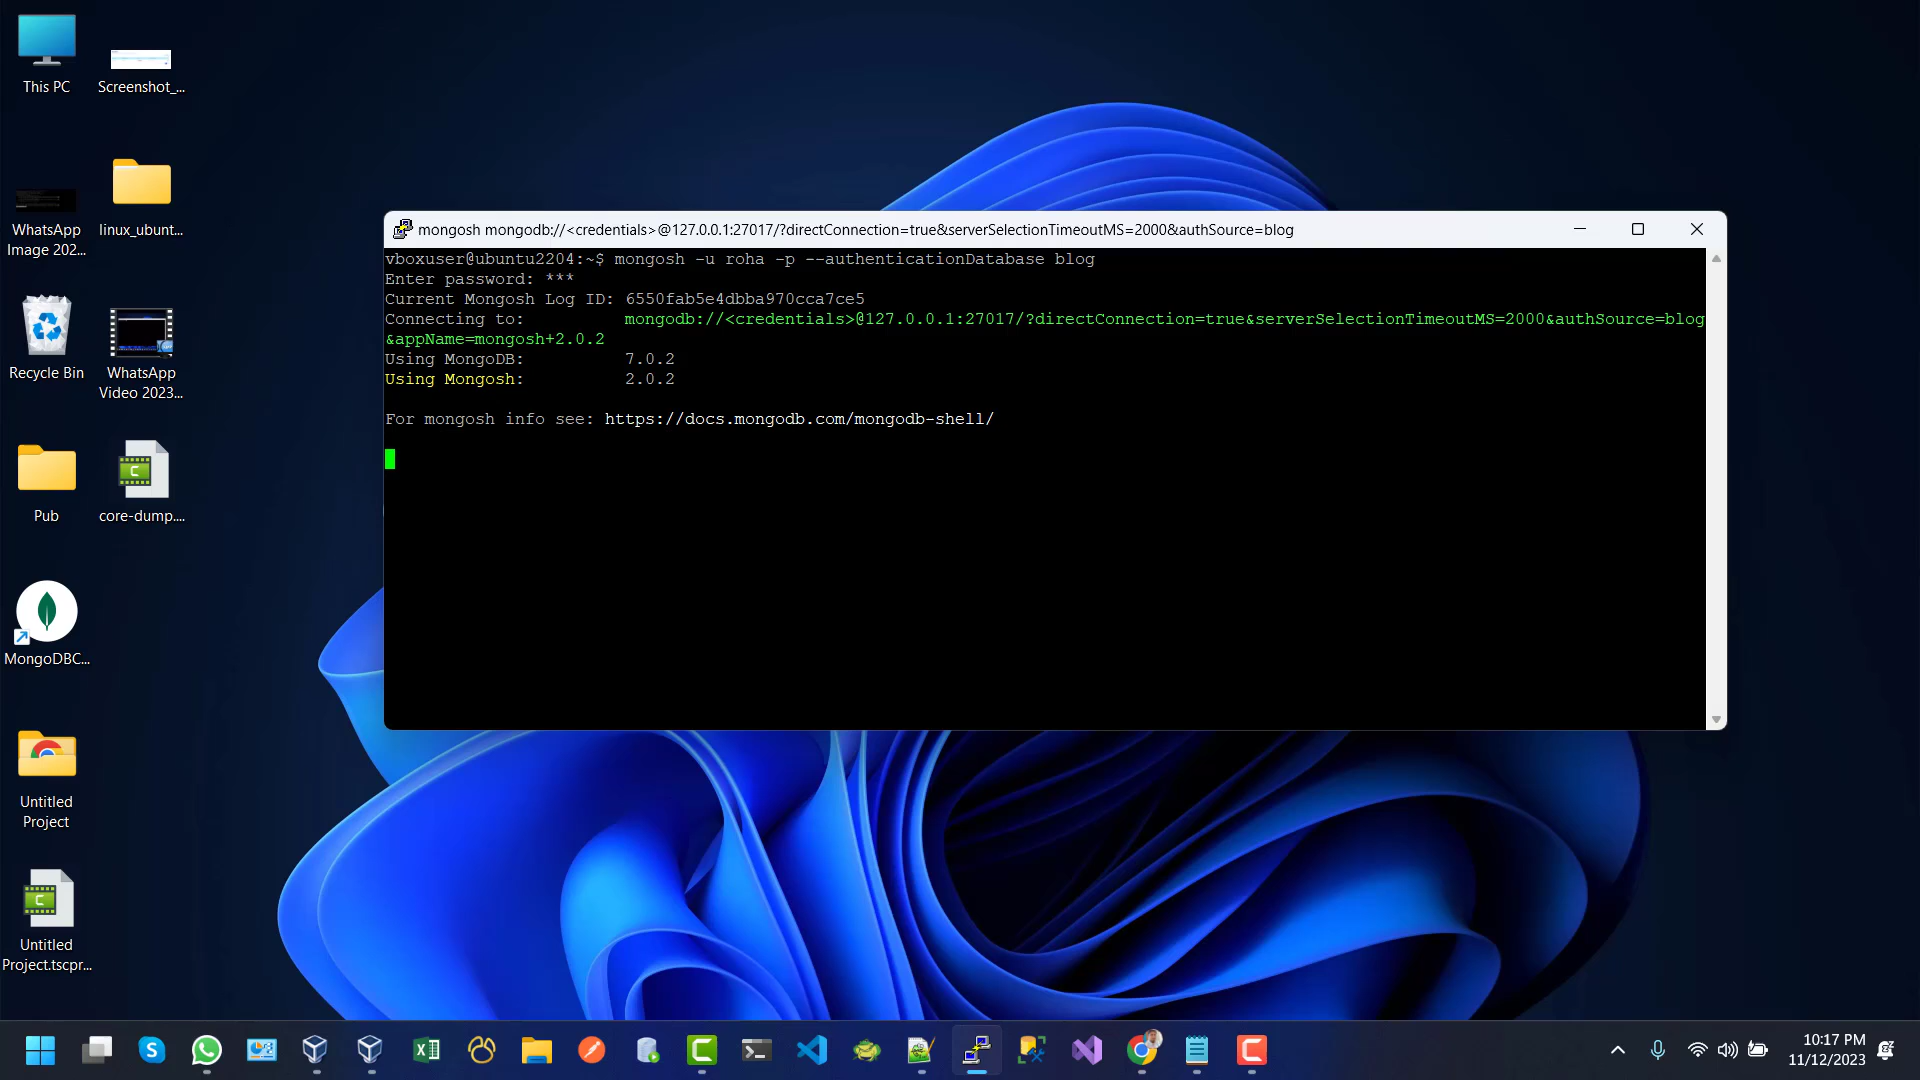 This PC
Screenshot_...
WhatsApp
Image 202...
linux_ubunt...
Recycle Bin
WhatsApp
Video 2023...
Pub
core-dump....
MongoDBC...
Untitled
Project
Untitled
Project.tscpr...
mongosh mongodb://<credentials>@127.0.0.1:27017/?directConnection=true&serverSelectionTimeoutMS=2000&authSource=blog
vboxuser@ubuntu2204:~$ mongosh -u roha -p --authenticationDatabase blog
Enter password: ***
Current Mongosh Log ID: 6550fab5e4dbba970cca7ce5
Connecting to: mongodb://<credentials>@127.0.0.1:27017/?directConnection=true&serverSelectionTimeoutMS=2000&authSource=blog
&appName=mongosh+2.0.2
Using MongoDB: 7.0.2
Using Mongosh: 2.0.2
For mongosh info see: https://docs.mongodb.com/mongodb-shell/
10:17 PM
11/12/2023